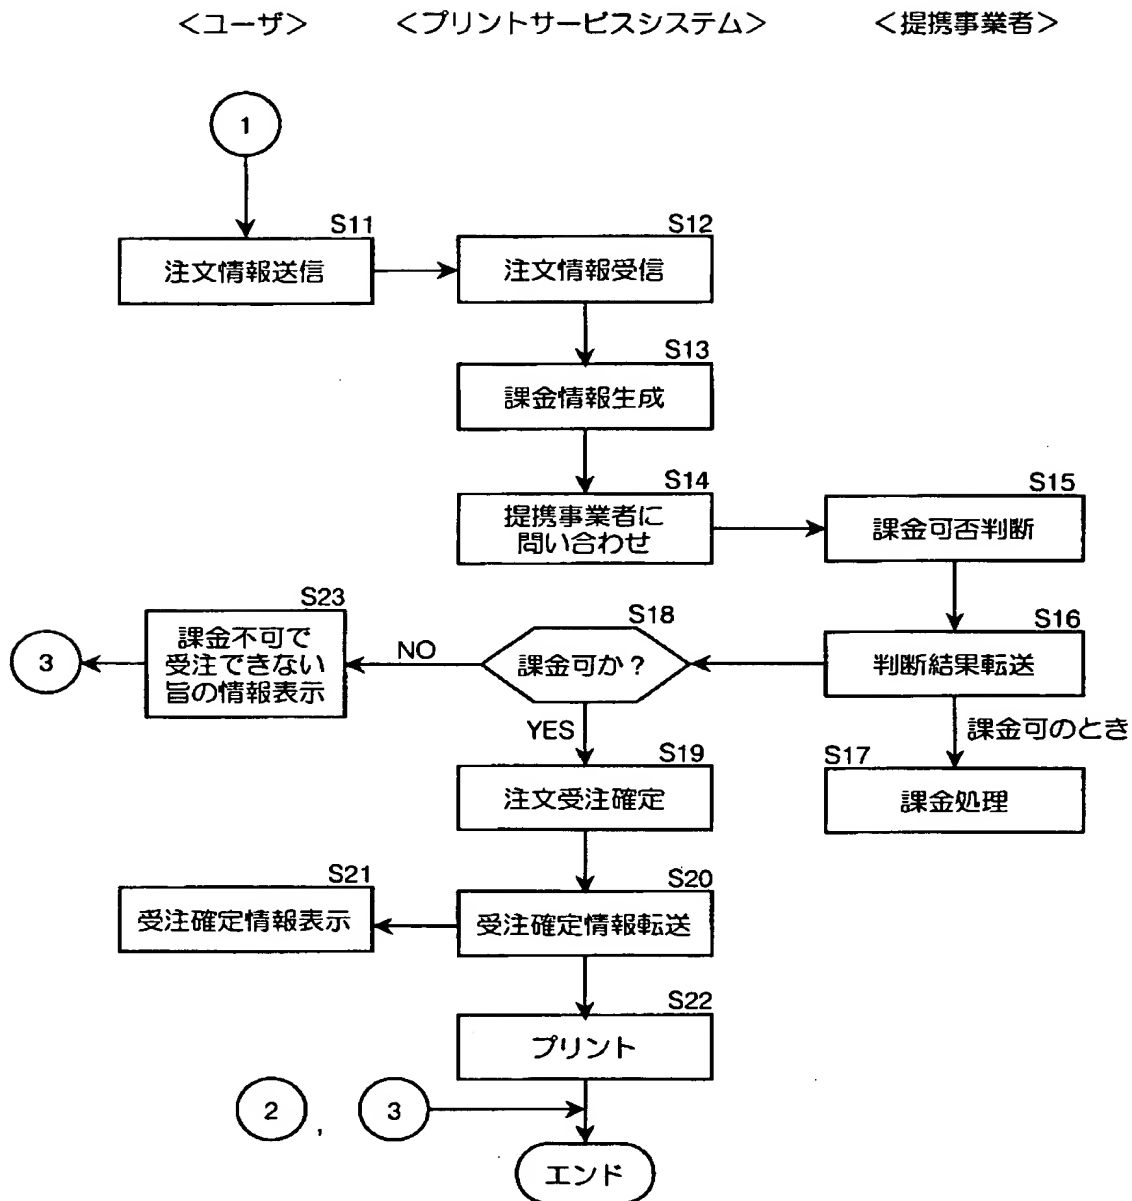 ＜ユーザ＞
＜プリントサービスシステム＞
＜提携事業者＞
1
S11
注文情報送信
S12
注文情報受信
S13
課金情報生成
S14
提携事業者に
問い合わせ
S15
課金可否判断
S23
課金不可で
受注できない
旨の情報表示
3
NO
S18
課金可か？
S16
判断結果転送
YES
課金可のとき
S19
注文受注確定
S17
課金処理
S21
受注確定情報表示
S20
受注確定情報転送
S22
プリント
2
,
3
エンド